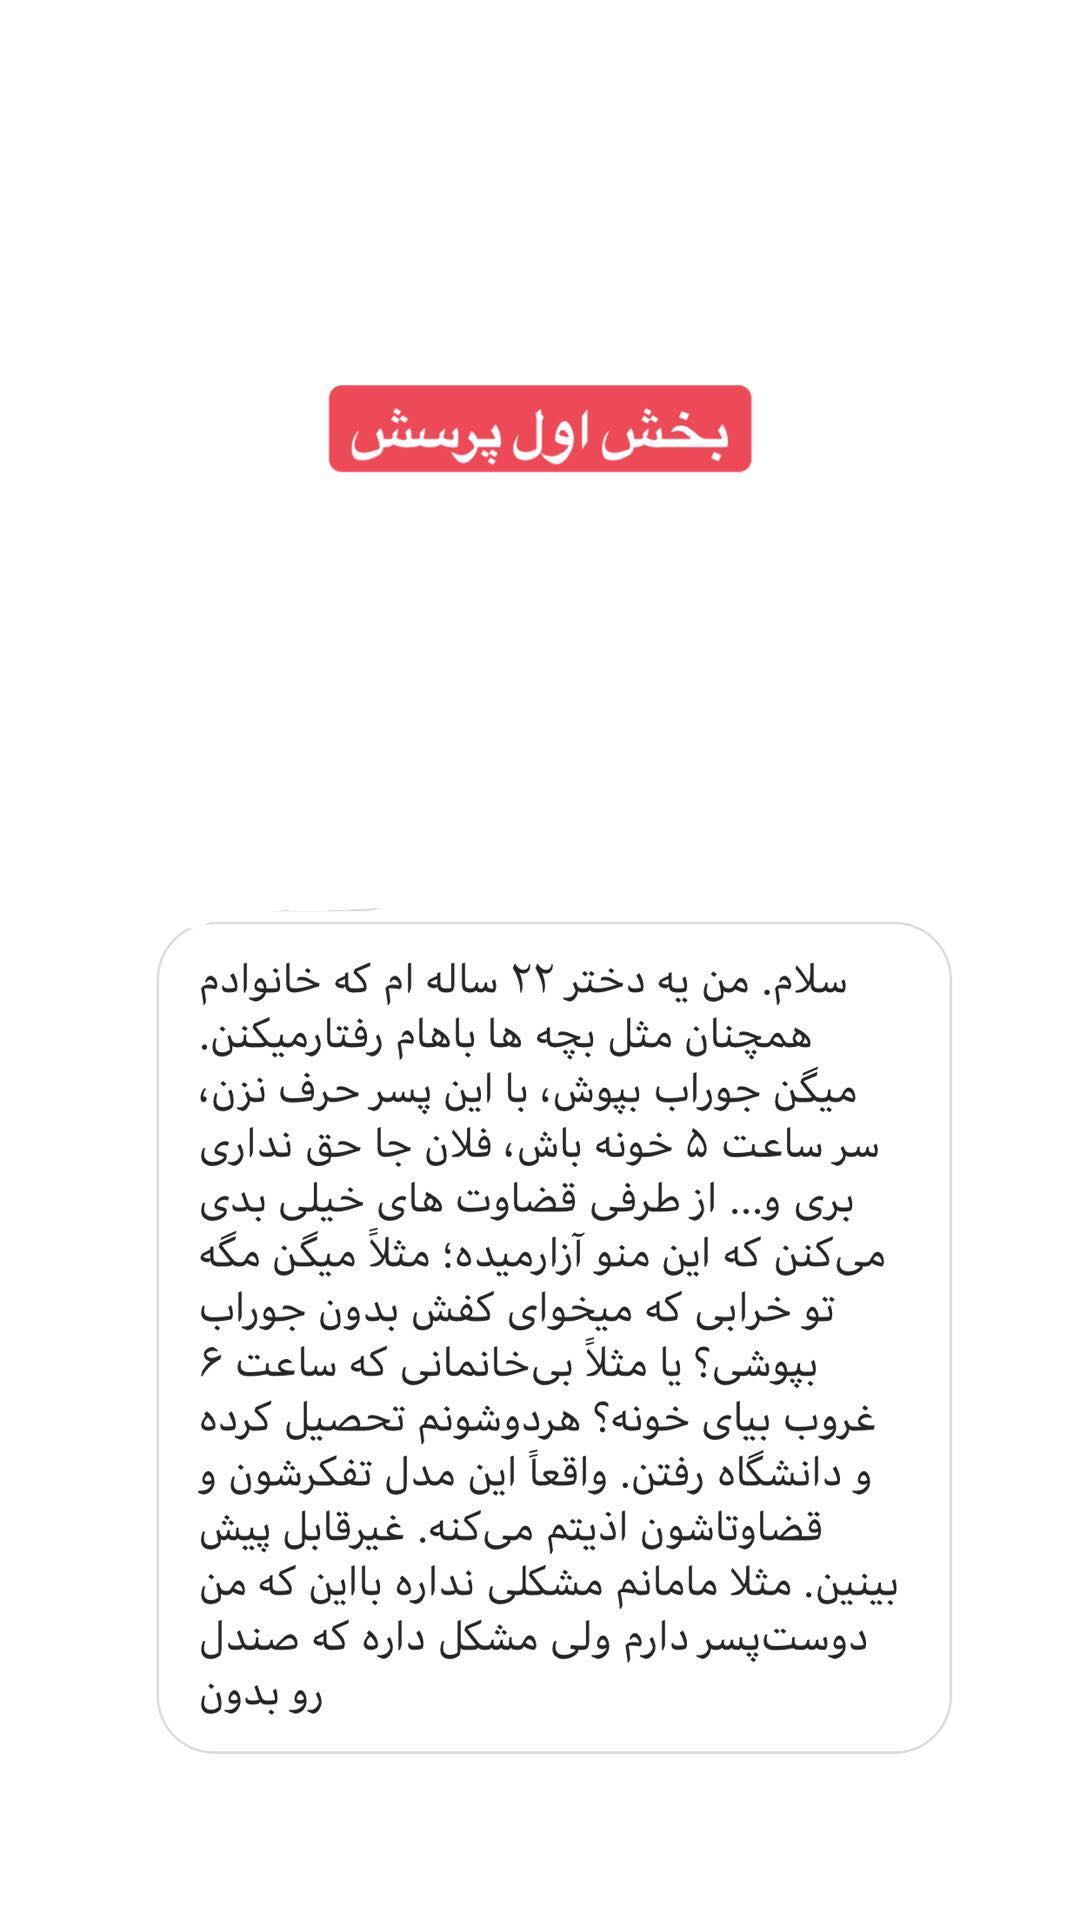 بخش اول پرسش
سلام. من یه دختر ۲۲ ساله ام که خانوادم
همچنان مثل بچه ها باهام رفتارمیکنن.
میگن جوراب بپوش، با این پسر حرف نزن،
سر ساعت ۵ خونه باش، فلان جا حق نداری
بری و... از طرفی قضاوت های خیلی بدی
می‌کنن که این منو آزارمیده؛ مثلاً میگن مگه
تو خرابی که میخوای کفش بدون جوراب
بپوشی؟ یا مثلاً بی‌خانمانی که ساعت ۶
غروب بیای خونه؟ هردوشونم تحصیل کرده
و دانشگاه رفتن. واقعاً این مدل تفکرشون و
قضاوتاشون اذیتم می‌کنه. غیرقابل پیش
بینین. مثلا مامانم مشکلی نداره بااین که من
دوست‌پسر دارم ولی مشکل داره که صندل
رو بدون